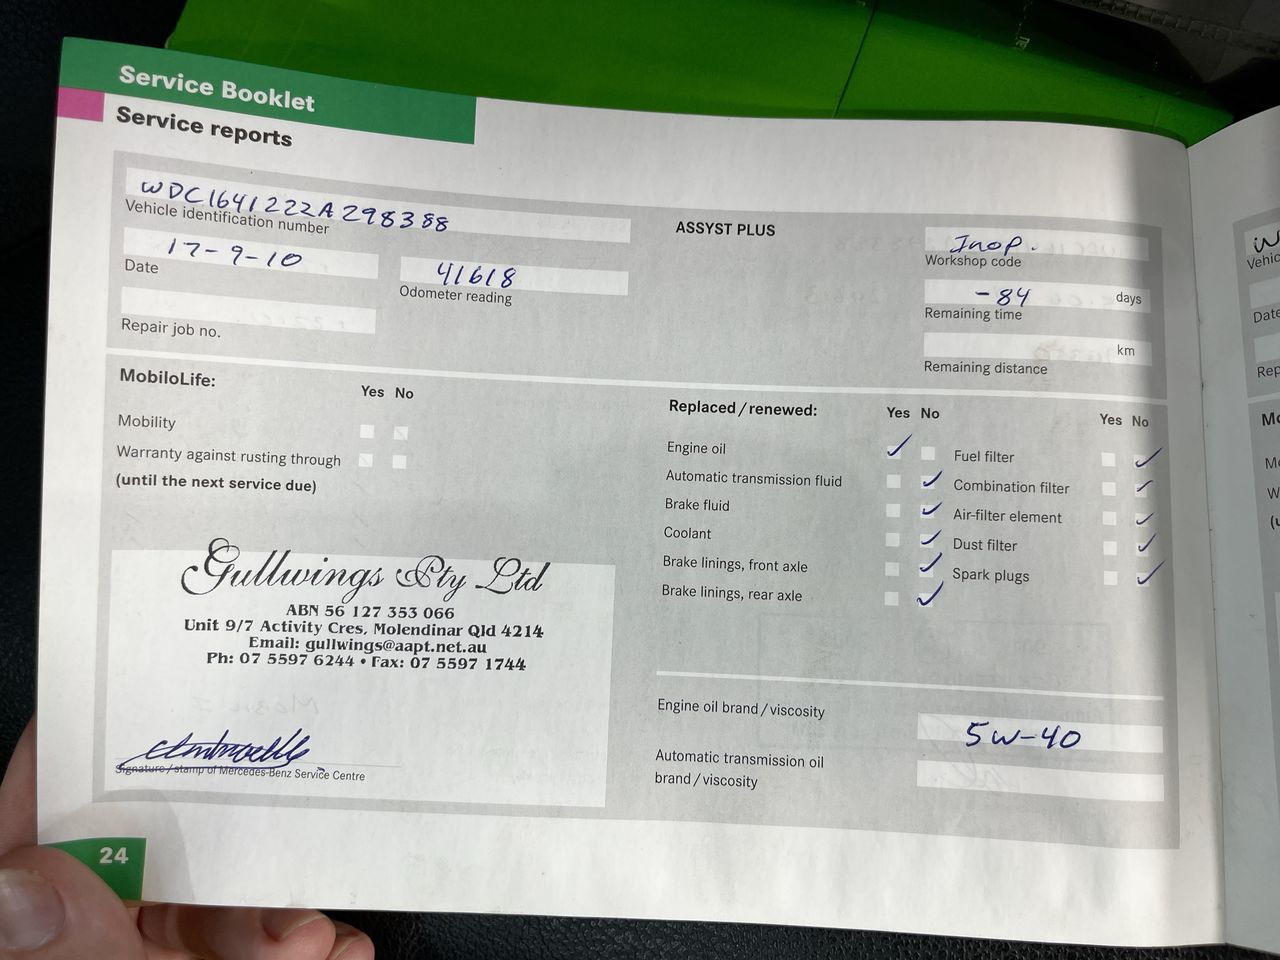 Service Booklet
Service reports
WDC1641222A298388
Vehicle identification number
17-9-10
Date
41618
Odometer reading
Repair job no.
ASSYST PLUS
Inop.
Workshop code
-84 days
Remaining time
km
Remaining distance
MobiloLife:
Yes No
Mobility
Warranty against rusting through
(until the next service due)
Replaced/renewed:
Yes No
Engine oil
Automatic transmission fluid
Brake fluid
Coolant
Brake linings, front axle
Brake linings, rear axle
Yes No
Fuel filter
Combination filter
Air-filter element
Dust filter
Spark plugs
Gullwings Pty Ltd
ABN 56 127 353 066
Unit 9/7 Activity Cres, Molendinar Qld 4214
Email: gullwings@aapt.net.au
Ph: 07 5597 6244 • Fax: 07 5597 1744
Signature/stamp of Mercedes-Benz Service Centre
Engine oil brand/viscosity
5W-40
Automatic transmission oil
brand/viscosity
24